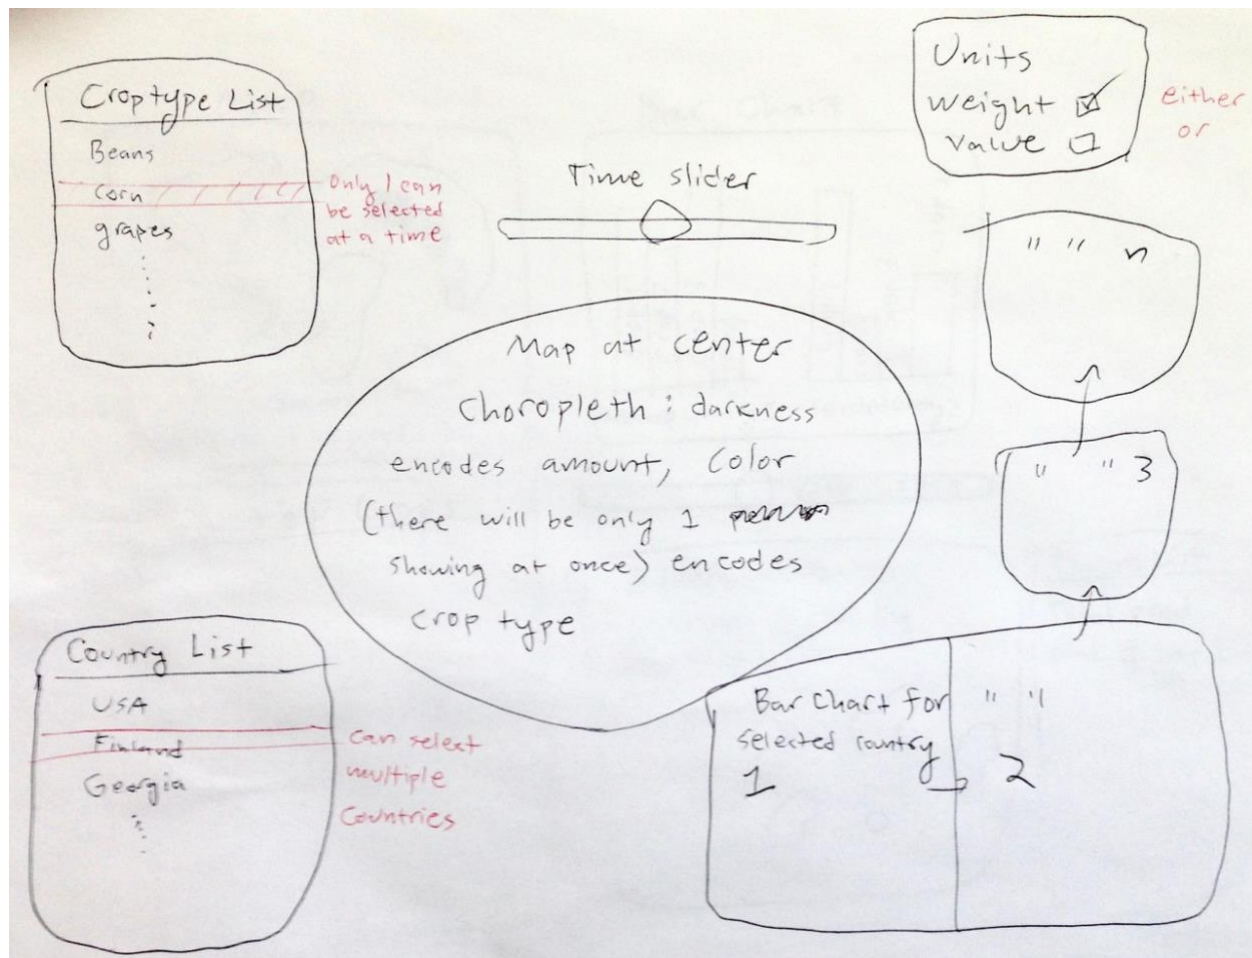 Croptype List
Beans
Corn
grapes
only 1 can
be selected
at a time
Time slider
Units
Weight
Value
either
or
Map at center
Choropleth : darkness
encodes amount, Color
(there will be only 1
showing at once) encodes
crop type
" " n
" " 3
Country List
USA
Finland
Georgia
can select
multiple
Countries
Bar Chart for
selected country
1
" "
2